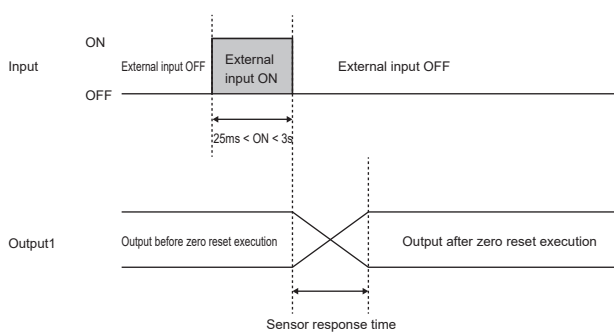 ON
Input
External input OFF
External
input ON
External input OFF
OFF
25ms < ON < 3s
Output1
Output before zero reset execution
Output after zero reset execution
Sensor response time